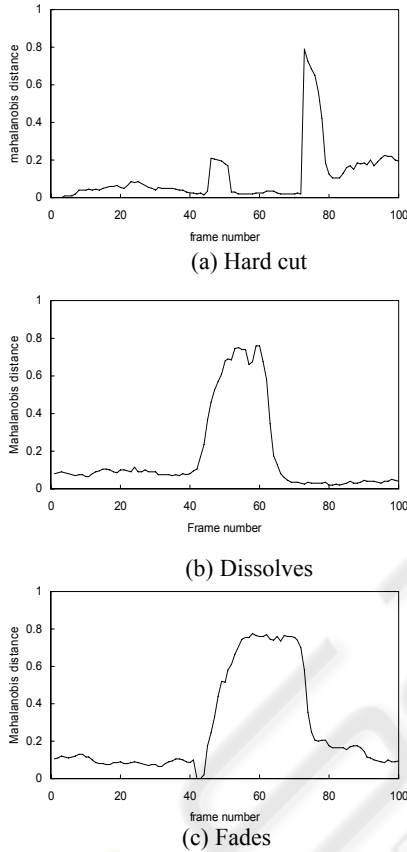 1
0.8
0.6
0.4
0.2
0
mahalanobis distance
0 20 40 60 80 100
frame number
(a) Hard cut
1
0.8
0.6
0.4
0.2
0
Mahalanobis distance
0 20 40 60 80 100
Frame number
(b) Dissolves
1
0.8
0.6
0.4
0.2
0
Mahalanobis distance
0 20 40 60 80 100
frame number
(c) Fades